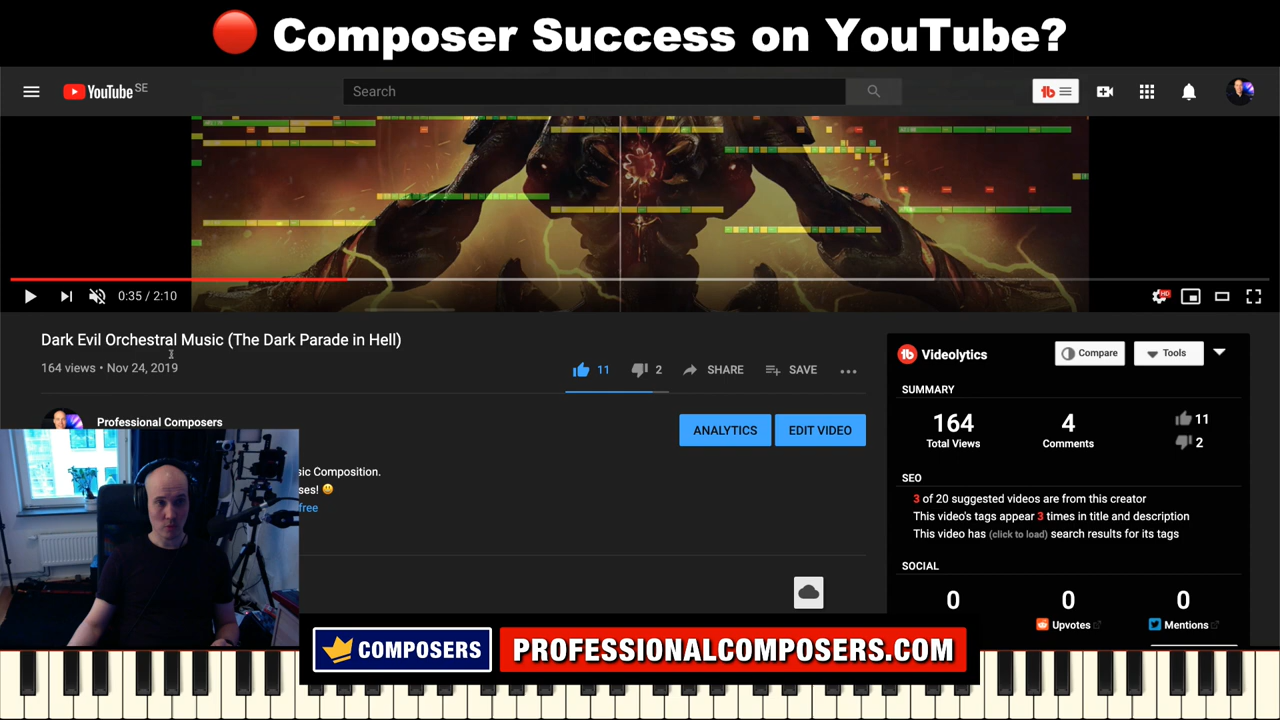 🔴 Composer Success on YouTube?
YouTube SE
Search
0:35 / 2:10
HD
Dark Evil Orchestral Music (The Dark Parade in Hell)
164 views • Nov 24, 2019
11
2
SHARE
SAVE
Professional Composers
ANALYTICS
EDIT VIDEO
sic Composition.
ses! 😃
free
Videolytics
Compare
Tools
SUMMARY
164
Total Views
4
Comments
11
2
SEO
3 of 20 suggested videos are from this creator
This video's tags appear 3 times in title and description
This video has (click to load) search results for its tags
SOCIAL
0
0
0
Upvotes
Mentions
COMPOSERS
PROFESSIONALCOMPOSERS.COM